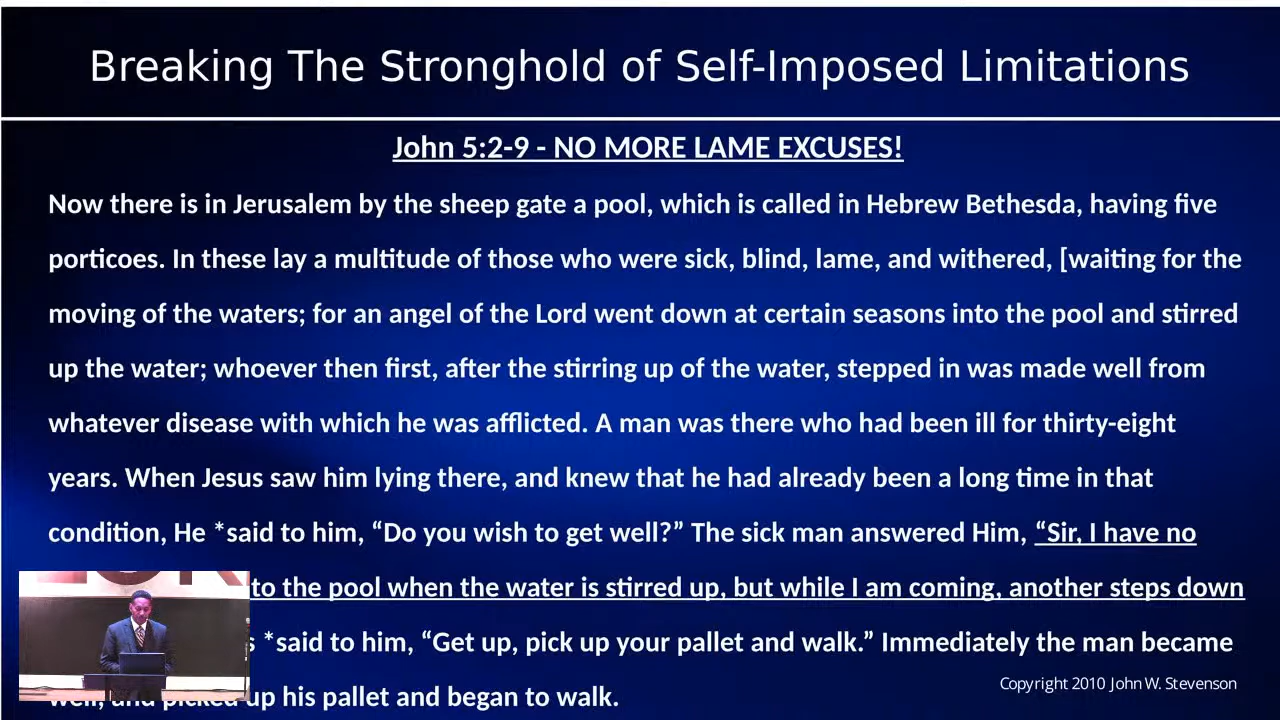 Breaking The Stronghold of Self-Imposed Limitations
John 5:2-9 - NO MORE LAME EXCUSES!
Now there is in Jerusalem by the sheep gate a pool, which is called in Hebrew Bethesda, having five
porticoes. In these lay a multitude of those who were sick, blind, lame, and withered, [waiting for the
moving of the waters; for an angel of the Lord went down at certain seasons into the pool and stirred
up the water; whoever then first, after the stirring up of the water, stepped in was made well from
whatever disease with which he was afflicted. A man was there who had been ill for thirty-eight
years. When Jesus saw him lying there, and knew that he had already been a long time in that
condition, He *said to him, “Do you wish to get well?” The sick man answered Him, “Sir, I have no
to the pool when the water is stirred up, but while I am coming, another steps down
s *said to him, “Get up, pick up your pallet and walk.” Immediately the man became
well, and picked up his pallet and began to walk.
Copyright 2010 John W. Stevenson